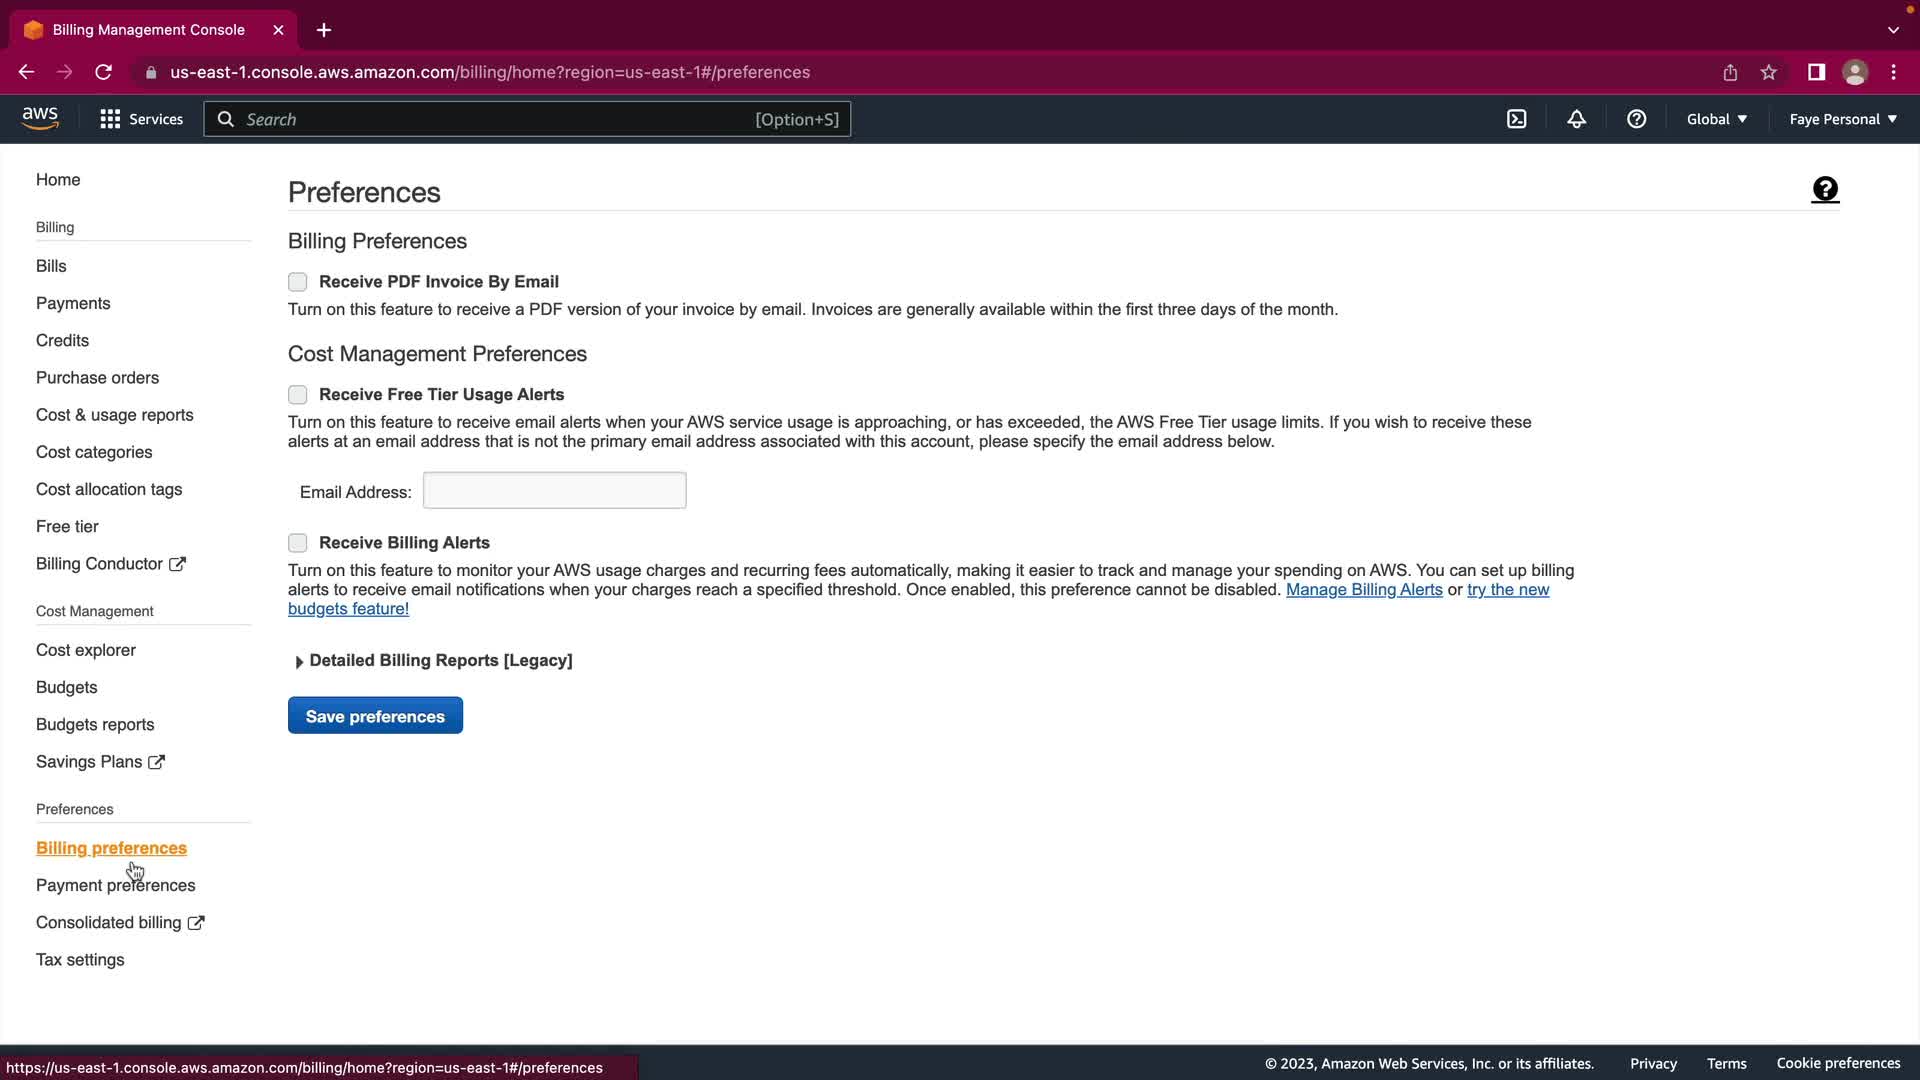 Billing Management Console
us-east-1.console.aws.amazon.com/billing/home?region=us-east-1#/preferences
aws
Services
Search
[Option+S]
Global
Faye Personal
Home
Billing
Bills
Payments
Credits
Purchase orders
Cost & usage reports
Cost categories
Cost allocation tags
Free tier
Billing Conductor
Cost Management
Cost explorer
Budgets
Budgets reports
Savings Plans
Preferences
Billing preferences
Payment preferences
Consolidated billing
Tax settings
Preferences
Billing Preferences
Receive PDF Invoice By Email
Turn on this feature to receive a PDF version of your invoice by email. Invoices are generally available within the first three days of the month.
Cost Management Preferences
Receive Free Tier Usage Alerts
Turn on this feature to receive email alerts when your AWS service usage is approaching, or has exceeded, the AWS Free Tier usage limits. If you wish to receive these
alerts at an email address that is not the primary email address associated with this account, please specify the email address below.
Email Address:
Receive Billing Alerts
Turn on this feature to monitor your AWS usage charges and recurring fees automatically, making it easier to track and manage your spending on AWS. You can set up billing
alerts to receive email notifications when your charges reach a specified threshold. Once enabled, this preference cannot be disabled. Manage Billing Alerts or try the new
budgets feature!
Detailed Billing Reports [Legacy]
Save preferences
https://us-east-1.console.aws.amazon.com/billing/home?region=us-east-1#/preferences
© 2023, Amazon Web Services, Inc. or its affiliates.
Privacy
Terms
Cookie preferences